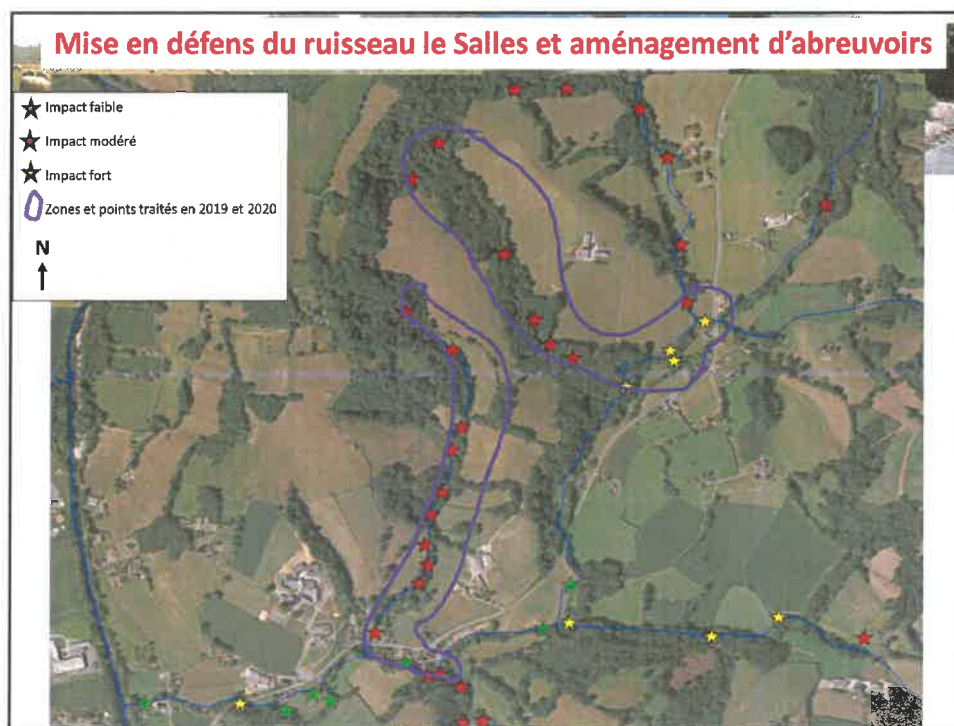 Mise en défens du ruisseau le Salles et aménagement d'abreuvoirs
Impact faible
Impact modéré
Impact fort
Zones et points traités en 2019 et 2020
N